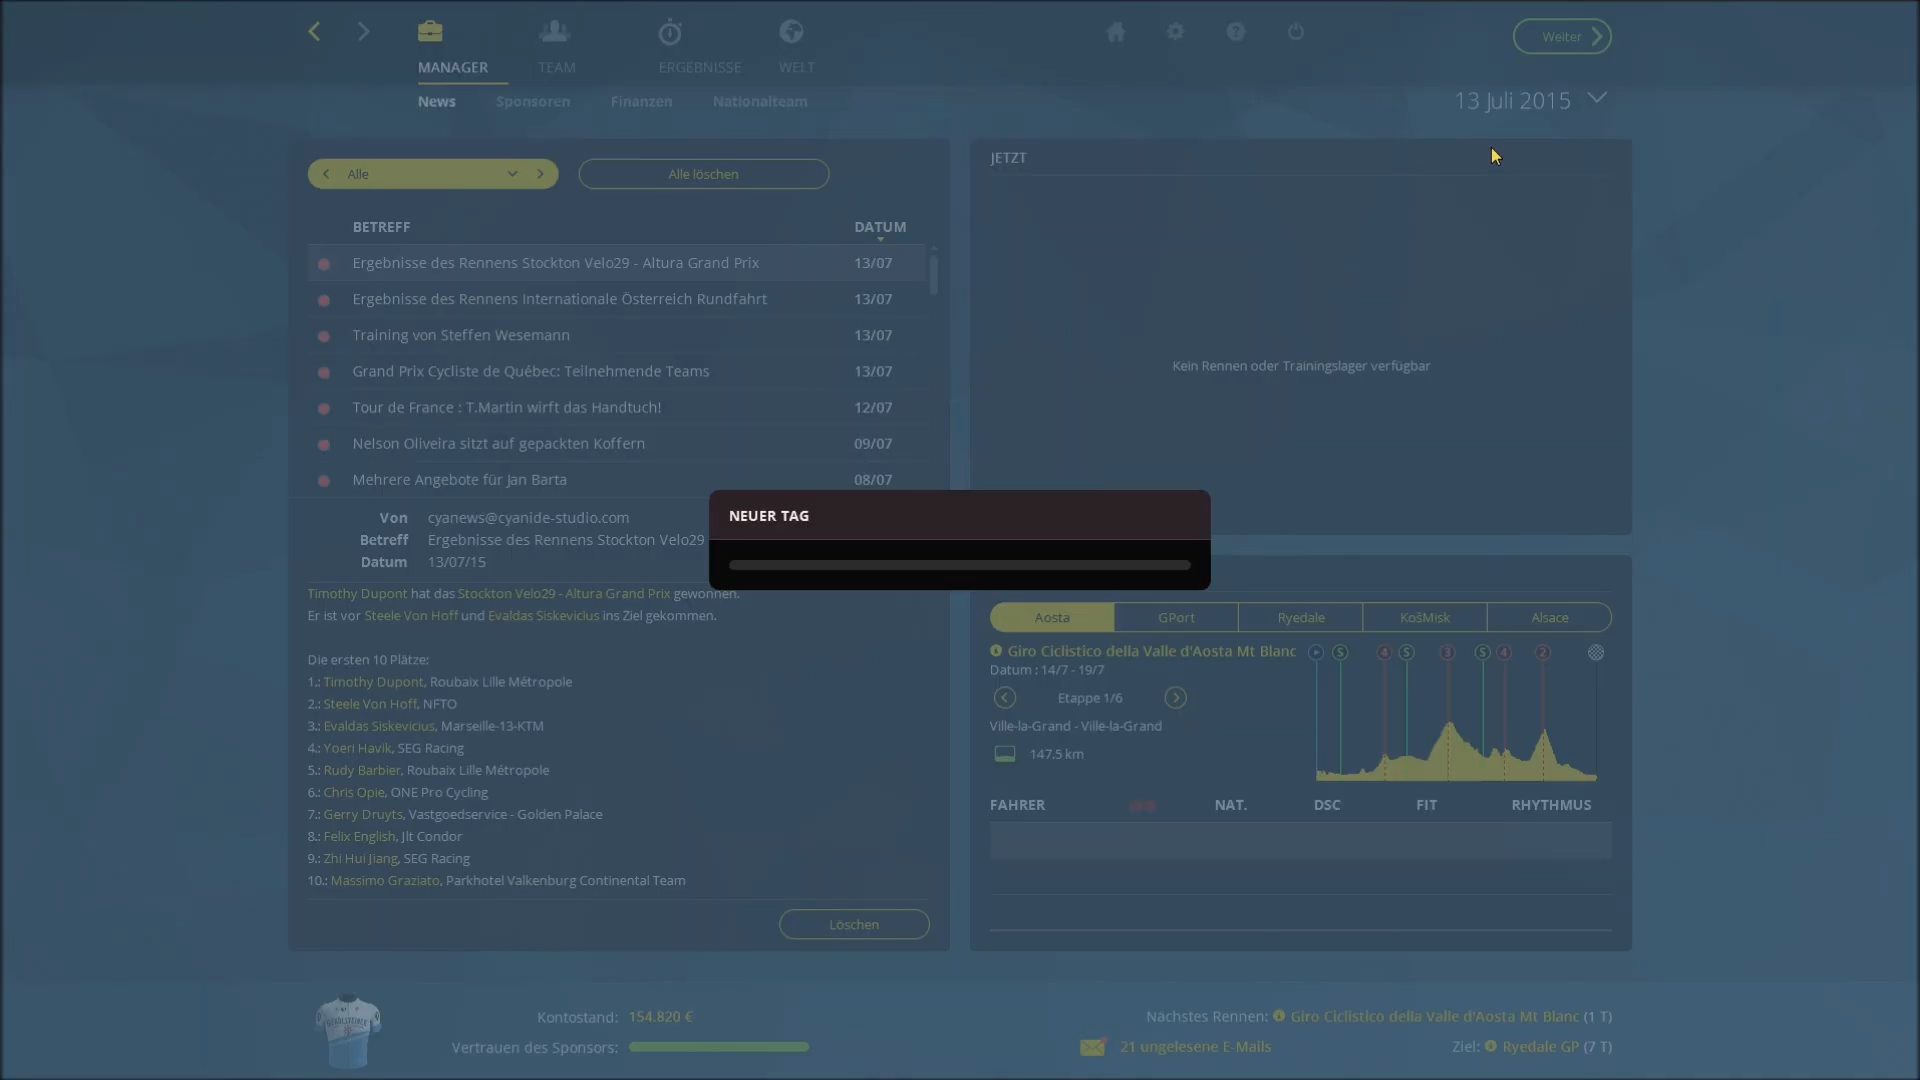 MANAGER
TEAM
ERGEBNISSE
WELT
Weiter
News
Sponsoren
Finanzen
Nationalteam
13 Juli 2015
Alle
Alle löschen
BETREFF
DATUM
Ergebnisse des Rennens Stockton Velo29 - Altura Grand Prix 13/07
Ergebnisse des Rennens Internationale Österreich Rundfahrt 13/07
Training von Steffen Wesemann 13/07
Grand Prix Cycliste de Québec: Teilnehmende Teams 13/07
Tour de France : T.Martin wirft das Handtuch! 12/07
Nelson Oliveira sitzt auf gepackten Koffern 09/07
Mehrere Angebote für Jan Barta 08/07
Von cyanews@cyanide-studio.com
Betreff Ergebnisse des Rennens Stockton Velo29
Datum 13/07/15
Timothy Dupont hat das Stockton Velo29 - Altura Grand Prix gewonnen.
Er ist vor Steele Von Hoff und Evaldas Siskevicius ins Ziel gekommen.
Die ersten 10 Plätze:
1.: Timothy Dupont, Roubaix Lille Métropole
2.: Steele Von Hoff, NFTO
3.: Evaldas Siskevicius, Marseille-13-KTM
4.: Yoeri Havik, SEG Racing
5.: Rudy Barbier, Roubaix Lille Métropole
6.: Chris Opie, ONE Pro Cycling
7.: Gerry Druyts, Vastgoedservice - Golden Palace
8.: Felix English, Jlt Condor
9.: Zhi Hui Jiang, SEG Racing
10.: Massimo Graziato, Parkhotel Valkenburg Continental Team
Löschen
JETZT
Kein Rennen oder Trainingslager verfügbar
NEUER TAG
Aosta
GPort
Ryedale
KošMisk
Alsace
Giro Ciclistico della Valle d'Aosta Mt Blanc
Datum : 14/7 - 19/7
Etappe 1/6
Ville-la-Grand - Ville-la-Grand
147.5 km
S 4 S 3 S 4 2
FAHRER
NAT.
DSC
FIT
RHYTHMUS
Kontostand: 154.820 €
Vertrauen des Sponsors:
Nächstes Rennen: Giro Ciclistico della Valle d'Aosta Mt Blanc (1 T)
21 ungelesene E-Mails
Ziel: Ryedale GP (7 T)